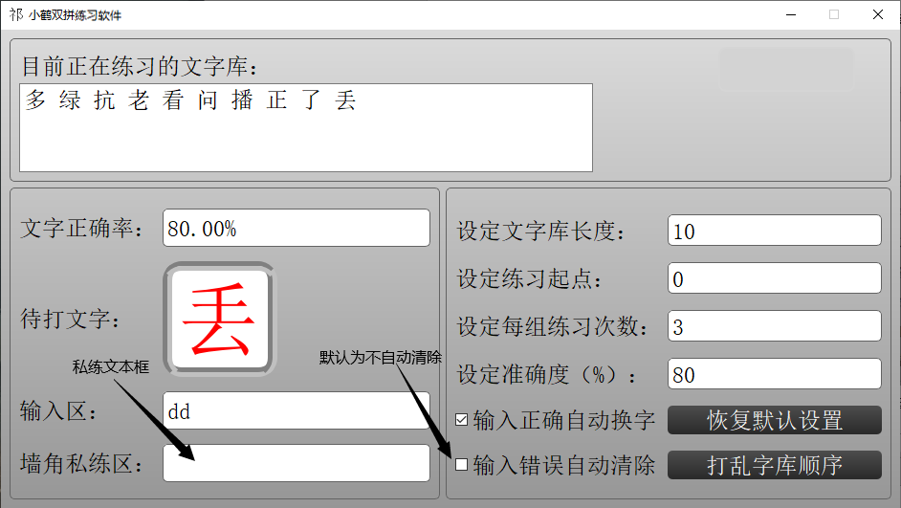 祁 小鹤双拼练习软件
目前正在练习的文字库：
多 绿 抗 老 看 问 播 正 了 丢
文字正确率： 80.00%
待打文字： 丢
私练文本框
输入区： dd
墙角私练区：
设定文字库长度： 10
设定练习起点： 0
设定每组练习次数： 3
默认为不自动清除
设定准确度（%）： 80
输入正确自动换字 恢复默认设置
输入错误自动清除 打乱字库顺序